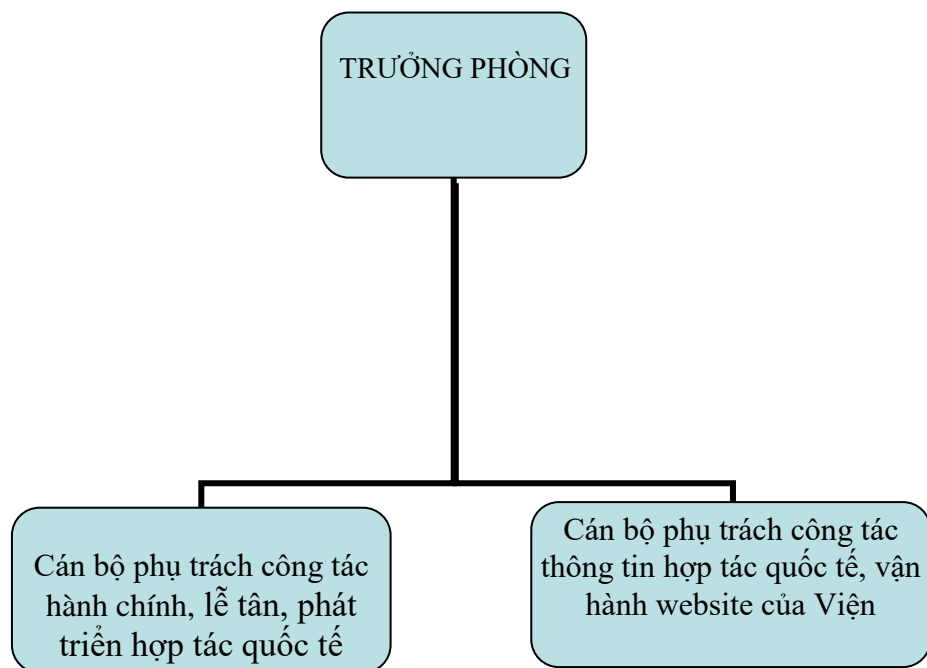 TRƯỞNG PHÒNG
Cán bộ phụ trách công tác
hành chính, lễ tân, phát
triển hợp tác quốc tế
Cán bộ phụ trách công tác
thông tin hợp tác quốc tế, vận
hành website của Viện